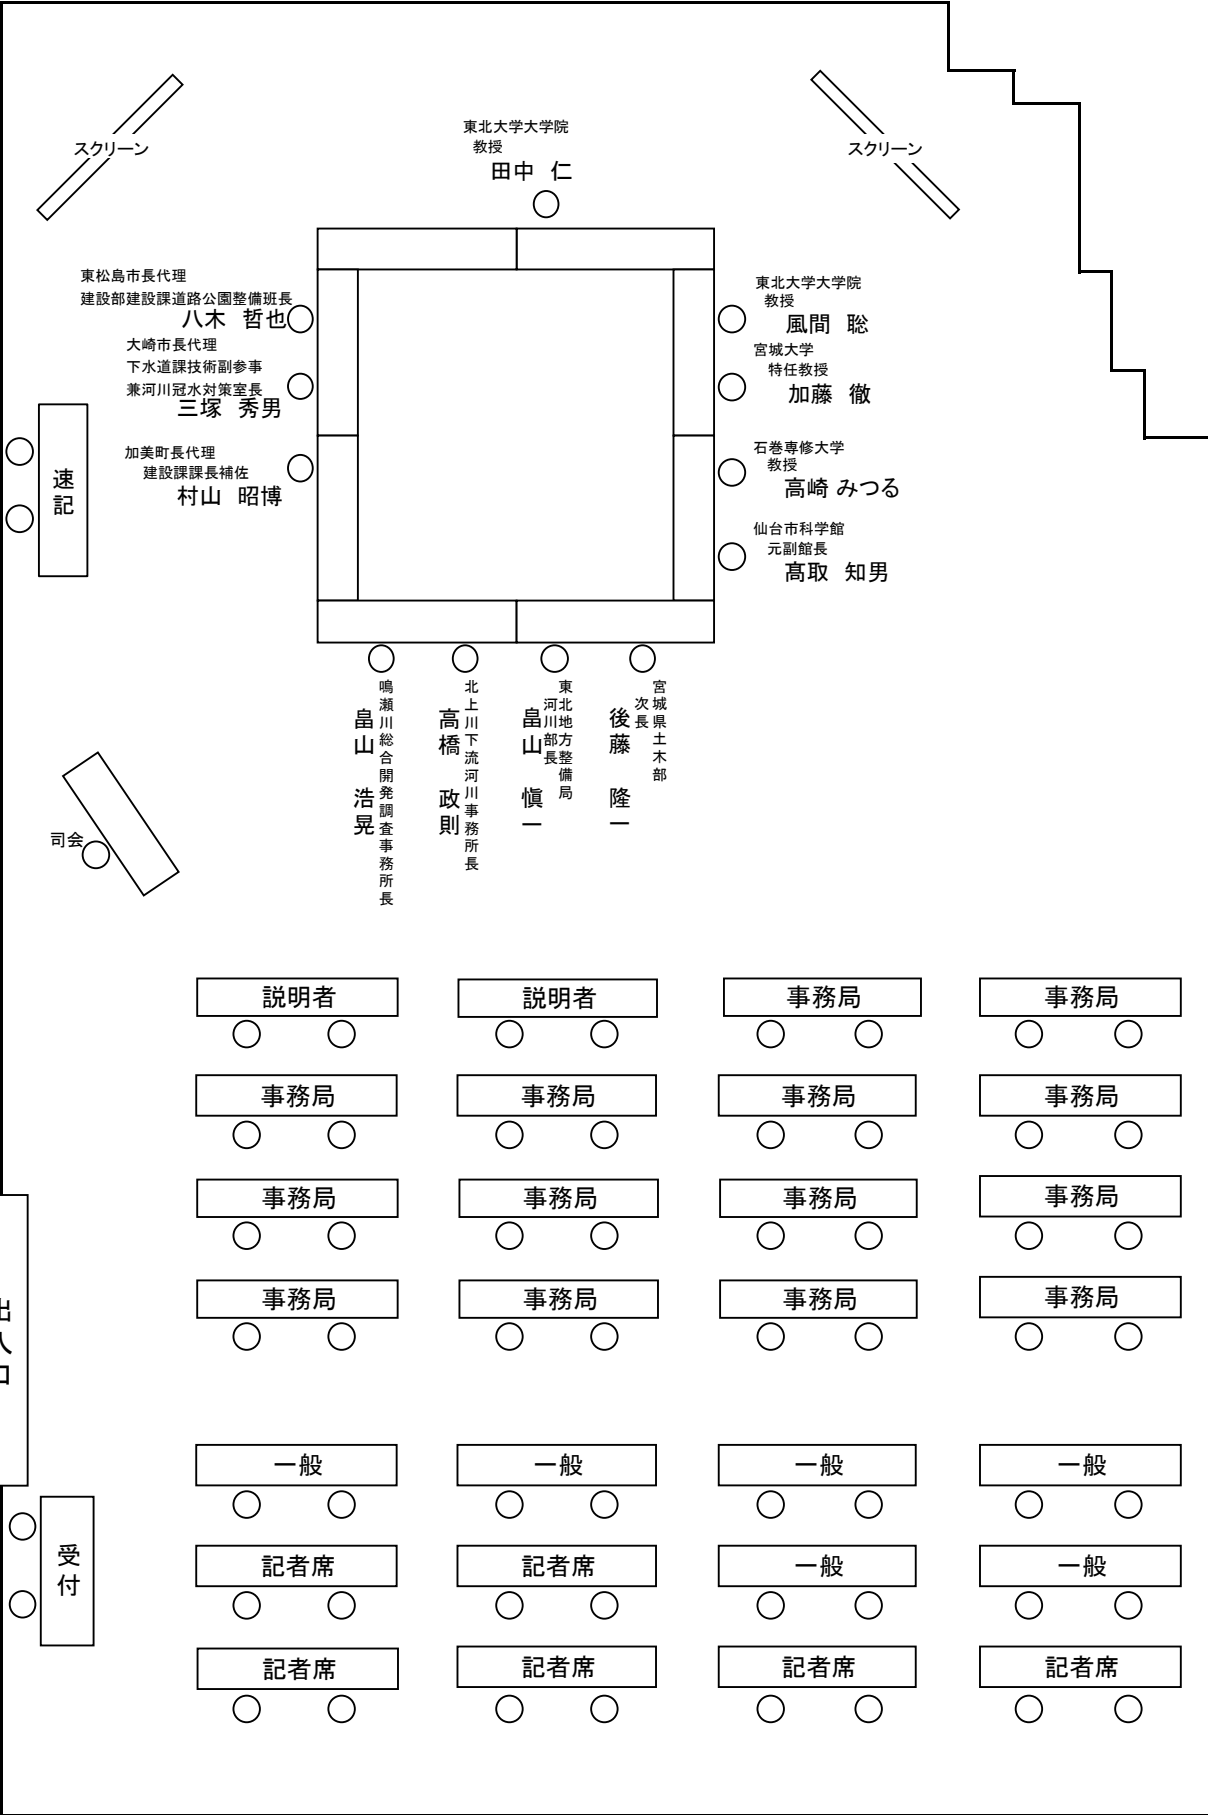 スクリーン
スクリーン
東北大学大学院
教授
田中 仁
東松島市長代理
建設部建設課道路公園整備班長
八木 哲也
大崎市長代理
下水道課技術副参事
兼河川冠水対策室長
三塚 秀男
加美町長代理
建設課課長補佐
村山 昭博
東北大学大学院
教授
風間 聡
宮城大学
特任教授
加藤 徹
石巻専修大学
教授
高崎 みつる
仙台市科学館
元副館長
髙取 知男
速記
鳴瀬川総合開発調査事務所長
畠山 浩晃
北上川下流河川事務所長
高橋 政則
東北地方整備局
河川部長
畠山 愼一
宮城県土木部
次長
後藤 隆一
司会
説明者 説明者 事務局 事務局
事務局 事務局 事務局 事務局
事務局 事務局 事務局 事務局
事務局 事務局 事務局 事務局
出入口
一般 一般 一般 一般
受付
記者席 記者席 一般 一般
記者席 記者席 記者席 記者席